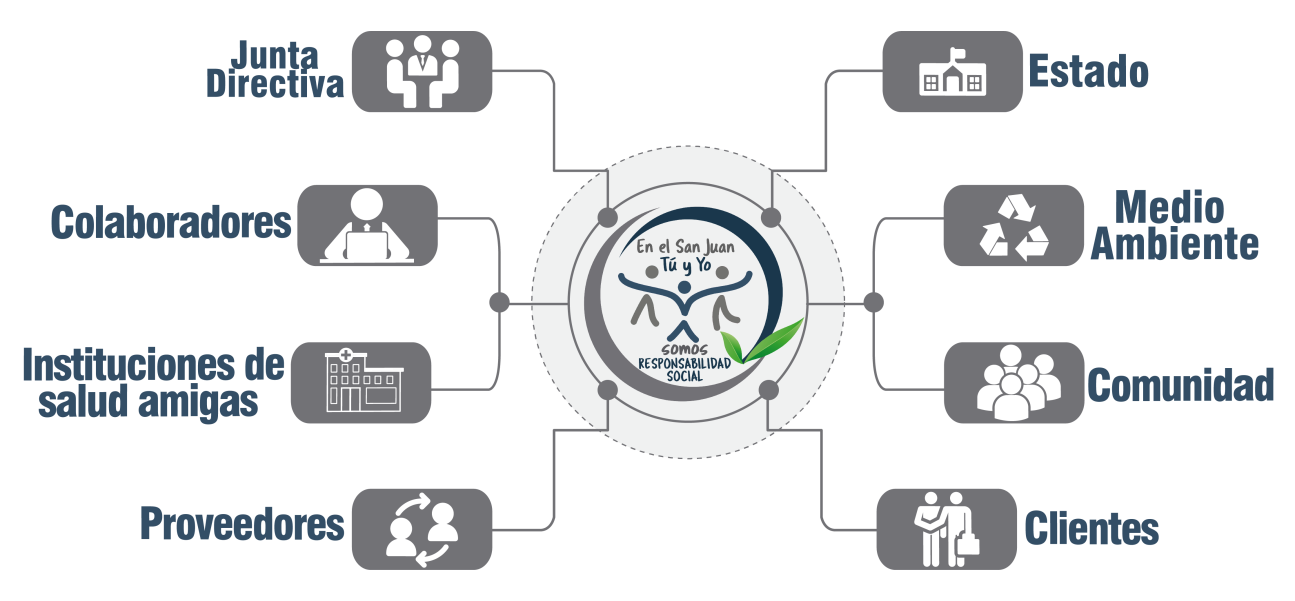 Junta
Directiva
Estado
Colaboradores
Medio
Ambiente
En el San Juan
Tú y Yo
somos
RESPONSABILIDAD
SOCIAL
Instituciones de
salud amigas
Comunidad
Proveedores
Clientes